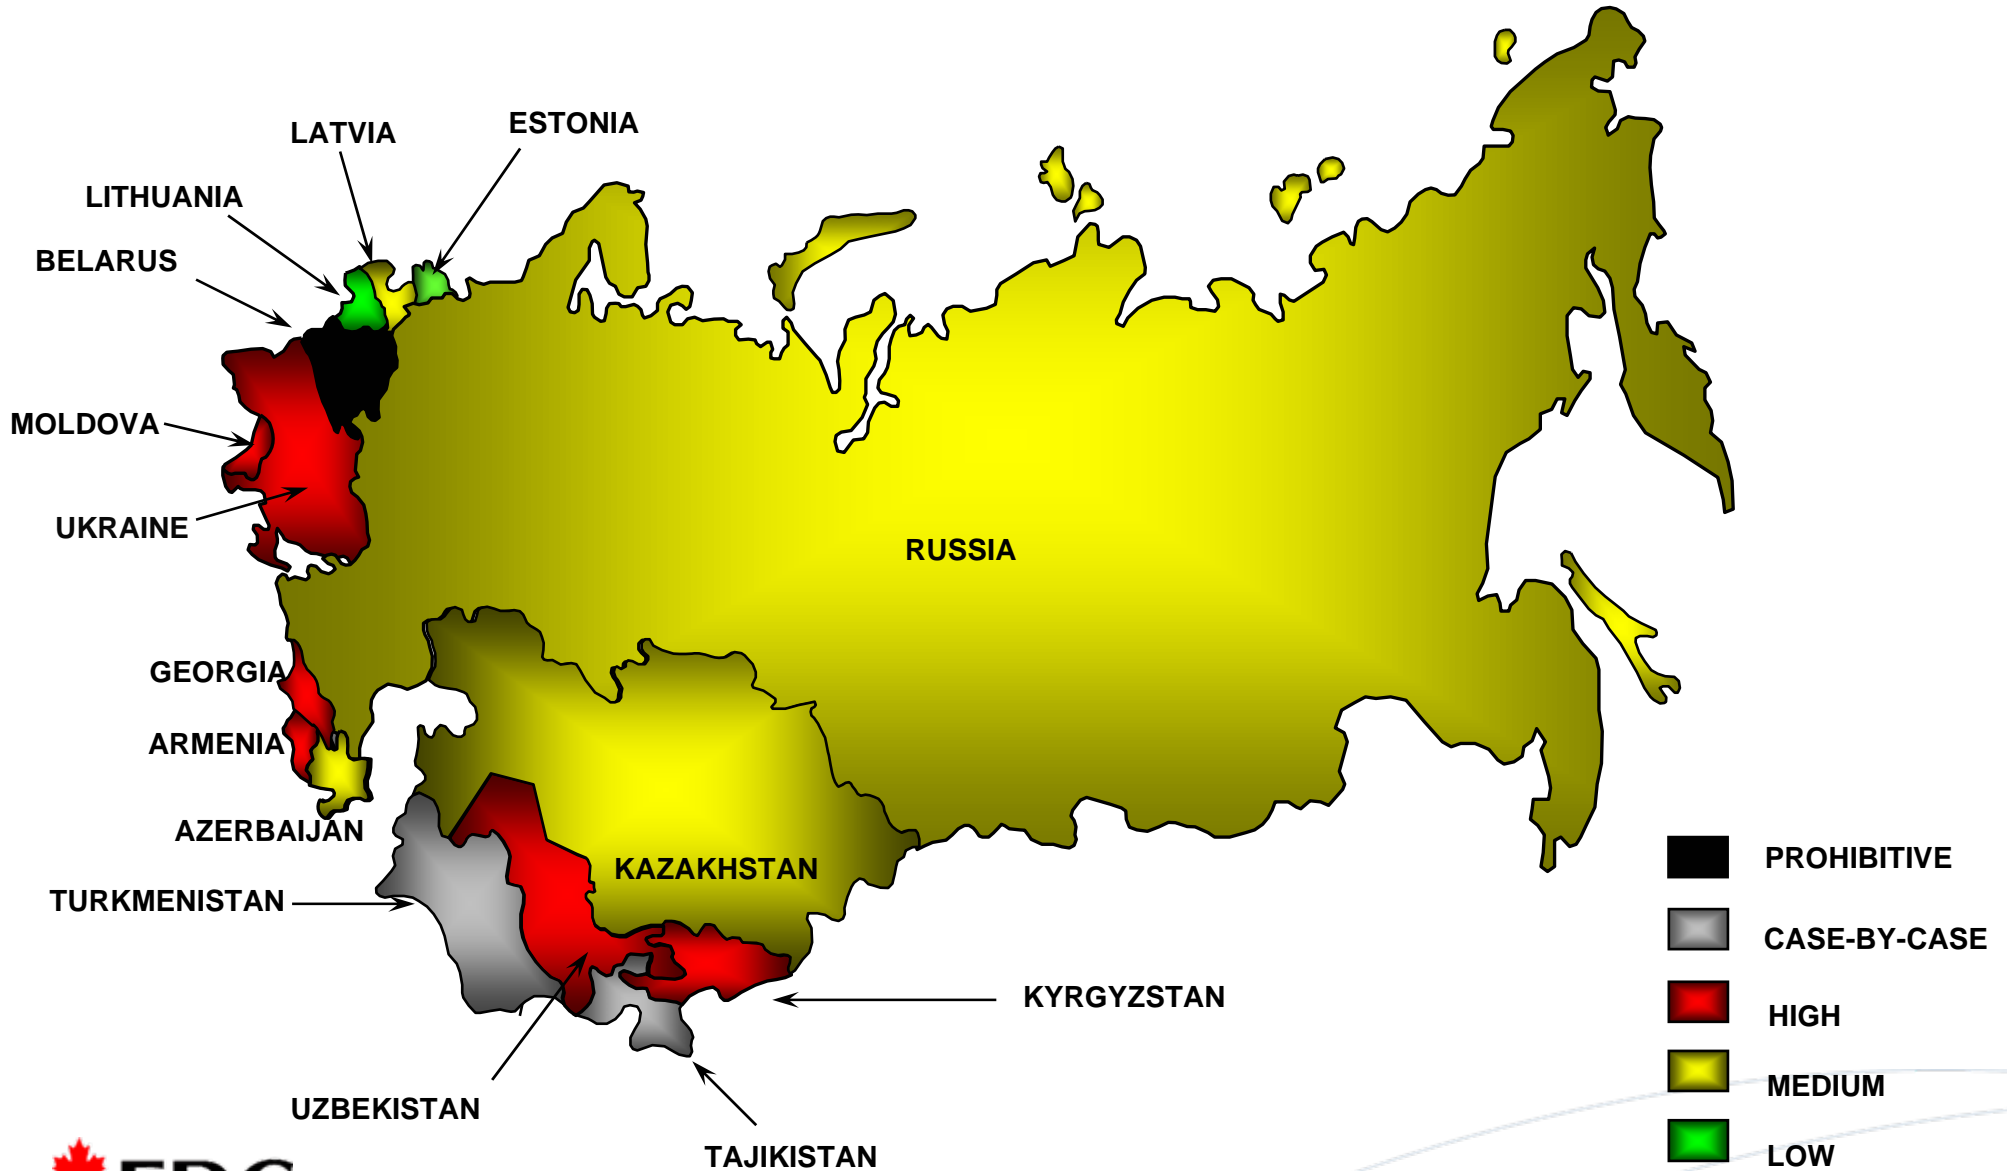 LATVIA
ESTONIA
LITHUANIA
BELARUS
MOLDOVA
UKRAINE
RUSSIA
GEORGIA
ARMENIA
AZERBAIJAN
KAZAKHSTAN
TURKMENISTAN
KYRGYZSTAN
UZBEKISTAN
TAJIKISTAN
PROHIBITIVE
CASE-BY-CASE
HIGH
MEDIUM
LOW
EDC